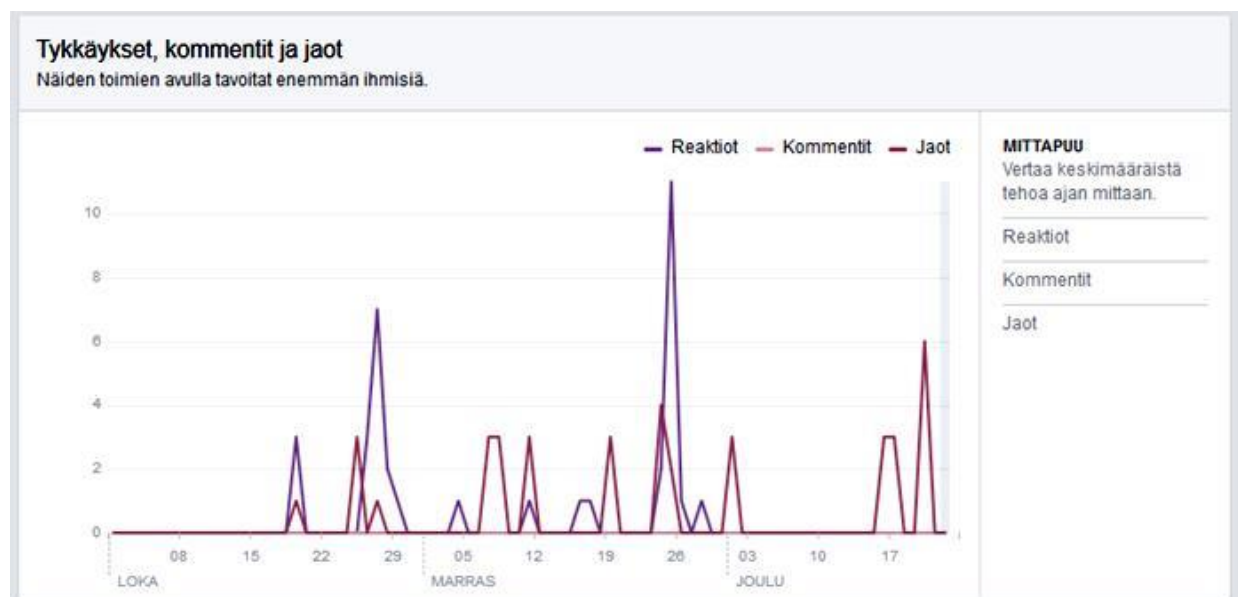 Tykkäykset, kommentit ja jaot
Näiden toimien avulla tavoitat enemmän ihmisiä.
Reaktiot Kommentit Jaot
MITTAPUU
Vertaa keskimääräistä
tehoa ajan mittaan.
Reaktiot
Kommentit
Jaot
10
8
6
4
2
0
08 15 22 29 05 12 19 26 03 10 17
LOKA MARRAS JOULU